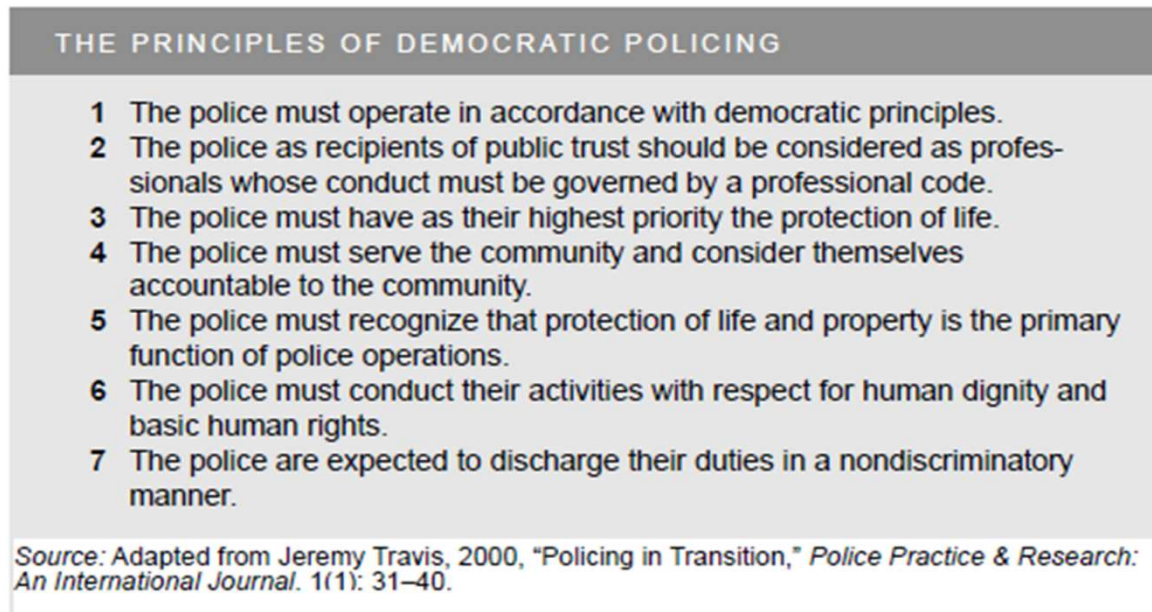 THE PRINCIPLES OF DEMOCRATIC POLICING
1 The police must operate in accordance with democratic principles.
2 The police as recipients of public trust should be considered as profes-
sionals whose conduct must be governed by a professional code.
3 The police must have as their highest priority the protection of life.
4 The police must serve the community and consider themselves
accountable to the community.
5 The police must recognize that protection of life and property is the primary
function of police operations.
6 The police must conduct their activities with respect for human dignity and
basic human rights.
7 The police are expected to discharge their duties in a nondiscriminatory
manner.
Source: Adapted from Jeremy Travis, 2000, “Policing in Transition,” Police Practice & Research:
An International Journal. 1(1): 31–40.